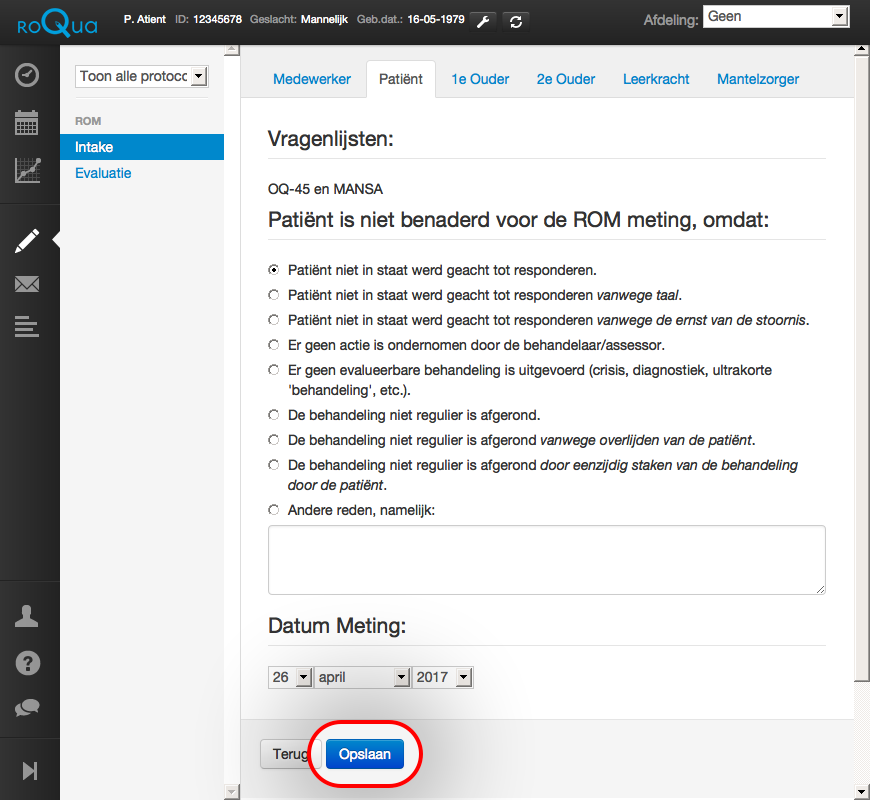 roQua P. Atient ID: 12345678 Geslacht: Mannelijk Geb.dat.: 16-05-1979 Afdeling: Geen
Toon alle protoco
ROM
Intake
Evaluatie
Medewerker Patiënt 1e Ouder 2e Ouder Leerkracht Mantelzorger
Vragenlijsten:
OQ-45 en MANSA
Patiënt is niet benaderd voor de ROM meting, omdat:
Patiënt niet in staat werd geacht tot responderen.
Patiënt niet in staat werd geacht tot responderen vanwege taal.
Patiënt niet in staat werd geacht tot responderen vanwege de ernst van de stoornis.
Er geen actie is ondernomen door de behandelaar/assessor.
Er geen evalueerbare behandeling is uitgevoerd (crisis, diagnostiek, ultrakorte
'behandeling', etc.).
De behandeling niet regulier is afgerond.
De behandeling niet regulier is afgerond vanwege overlijden van de patiënt.
De behandeling niet regulier is afgerond door eenzijdig staken van de behandeling
door de patiënt.
Andere reden, namelijk:
Datum Meting:
26 april 2017
Terug Opslaan